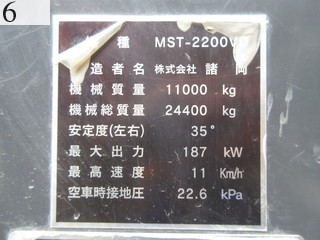 6
種 MST-2200V
造者名 株式会社 諸岡
機械質量 11000 kg
機械総質量 24400 kg
安定度(左右) 35°
最大出力 187 kW
最高速度 11 Km/h
空車時接地圧 22.6 kPa